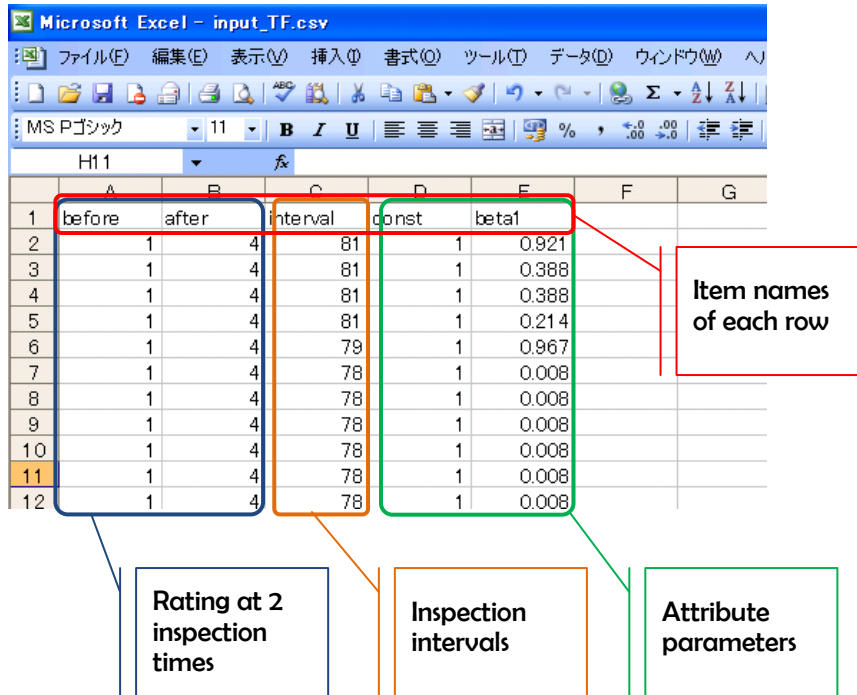 Microsoft Excel - input_TF.csv
ファイル(F) 編集(E) 表示(V) 挿入(I) 書式(O) ツール(T) データ(D) ウィンドウ(W)
MS Pゴシック 11 B I U %
H11 fx
A B C D E F G
1 before after interval const beta1
2 1 4 81 1 0.921
3 1 4 81 1 0.388
4 1 4 81 1 0.388
5 1 4 81 1 0.214
6 1 4 79 1 0.967
7 1 4 78 1 0.008
8 1 4 78 1 0.008
9 1 4 78 1 0.008
10 1 4 78 1 0.008
11 1 4 78 1 0.008
12 1 4 78 1 0.008
Item names
of each row
Rating at 2
inspection
times
Inspection
intervals
Attribute
parameters